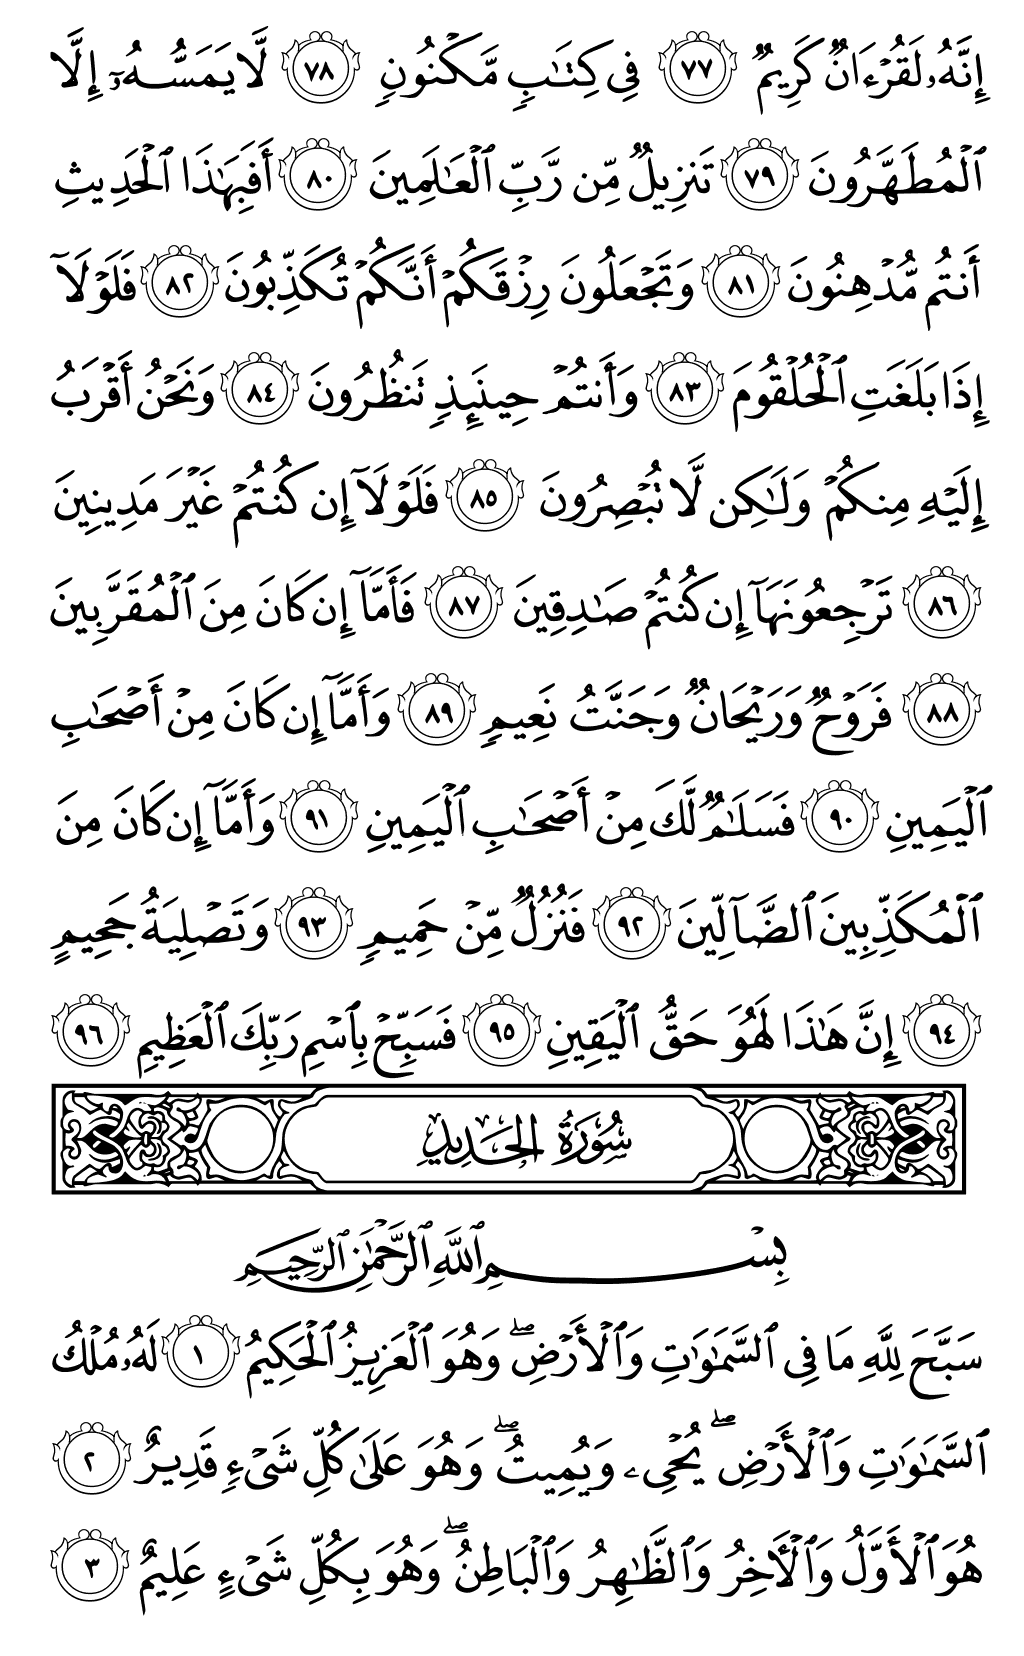 إِنَّهُۥ لَقُرۡءَانٞ كَرِيمٞ ٧٧ فِي كِتَٰبٖ مَّكۡنُونٖ ٧٨ لَّا يَمَسُّهُۥٓ إِلَّا
ٱلۡمُطَهَّرُونَ ٧٩ تَنزِيلٞ مِّن رَّبِّ ٱلۡعَٰلَمِينَ ٨٠ أَفَبِهَٰذَا ٱلۡحَدِيثِ
أَنتُم مُّدۡهِنُونَ ٨١ وَتَجۡعَلُونَ رِزۡقَكُمۡ أَنَّكُمۡ تُكَذِّبُونَ ٨٢ فَلَوۡلَآ
إِذَا بَلَغَتِ ٱلۡحُلۡقُومَ ٨٣ وَأَنتُمۡ حِينَئِذٖ تَنظُرُونَ ٨٤ وَنَحۡنُ أَقۡرَبُ
إِلَيۡهِ مِنكُمۡ وَلَٰكِن لَّا تُبۡصِرُونَ ٨٥ فَلَوۡلَآ إِن كُنتُمۡ غَيۡرَ مَدِينِينَ
٨٦ تَرۡجِعُونَهَآ إِن كُنتُمۡ صَٰدِقِينَ ٨٧ فَأَمَّآ إِن كَانَ مِنَ ٱلۡمُقَرَّبِينَ
٨٨ فَرَوۡحٞ وَرَيۡحَانٞ وَجَنَّتُ نَعِيمٖ ٨٩ وَأَمَّآ إِن كَانَ مِنۡ أَصۡحَٰبِ
ٱلۡيَمِينِ ٩٠ فَسَلَٰمٞ لَّكَ مِنۡ أَصۡحَٰبِ ٱلۡيَمِينِ ٩١ وَأَمَّآ إِن كَانَ مِنَ
ٱلۡمُكَذِّبِينَ ٱلضَّآلِّينَ ٩٢ فَنُزُلٞ مِّنۡ حَمِيمٖ ٩٣ وَتَصۡلِيَةُ جَحِيمٍ
٩٤ إِنَّ هَٰذَا لَهُوَ حَقُّ ٱلۡيَقِينِ ٩٥ فَسَبِّحۡ بِٱسۡمِ رَبِّكَ ٱلۡعَظِيمِ ٩٦
سُورَةُ الحَدِيدِ
بِسۡمِ ٱللَّهِ ٱلرَّحۡمَٰنِ ٱلرَّحِيمِ
سَبَّحَ لِلَّهِ مَا فِي ٱلسَّمَٰوَٰتِ وَٱلۡأَرۡضِۖ وَهُوَ ٱلۡعَزِيزُ ٱلۡحَكِيمُ ١ لَهُۥ مُلۡكُ
ٱلسَّمَٰوَٰتِ وَٱلۡأَرۡضِۖ يُحۡيِۦ وَيُمِيتُۖ وَهُوَ عَلَىٰ كُلِّ شَيۡءٖ قَدِيرٌ ٢
هُوَ ٱلۡأَوَّلُ وَٱلۡأٓخِرُ وَٱلظَّٰهِرُ وَٱلۡبَاطِنُۖ وَهُوَ بِكُلِّ شَيۡءٍ عَلِيمٌ ٣